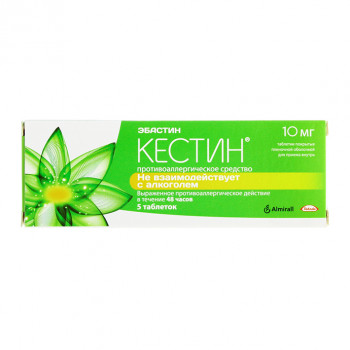 ЭБАСТИН
КЕСТИН®
10 мг
противоаллергическое средство
Не взаимодействует
с алкоголем
Выраженное противоаллергическое действие
в течение 48 часов
5 таблеток
таблетки покрытые
пленочной оболочкой
для приема внутрь
Almirall